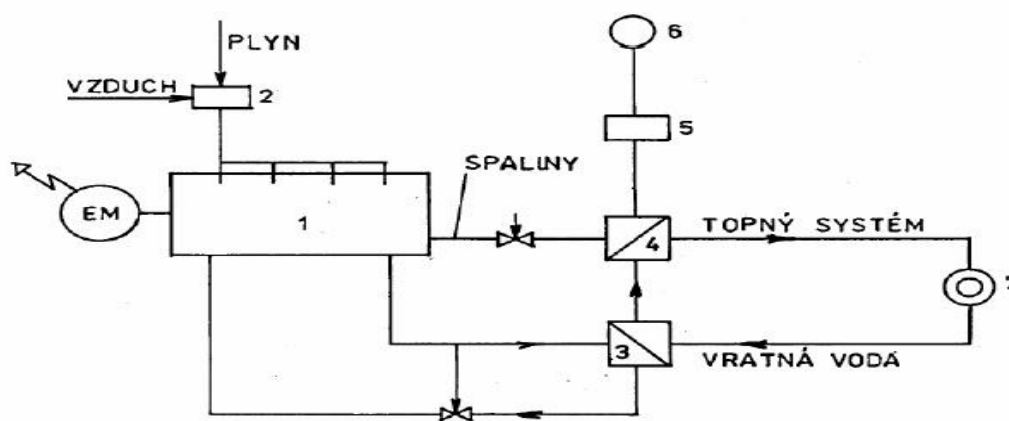 PLYN
6
VZDUCH
2
5
SPALINY
EM
1
4
TOPNÝ SYSTÉM
3
VRATNÁ VODA